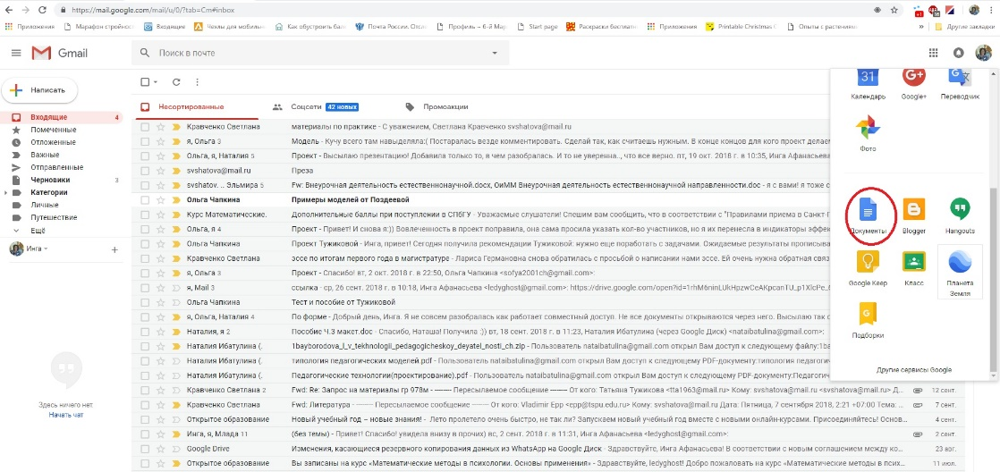 https://mail.google.com/mail/u/0/?tab=Cm#inbox
Приложения Марафон стройнос Входящие Чехлы для мобильн Как обустроить бал Почта России. Отсл Профиль – 6-й Мар Start page Раскраски бесплатн Приложения Printable Christmas C Опыты с растениям » Другие закладки
Gmail
Поиск в почте
Написать
Входящие 4
Помеченные
Отложенные
Важные
Отправленные
Черновики 3
Категории
Личные
Путешествие
Ещё
Инга
Здесь ничего нет
Начать чат
Несортированные Соцсети 42 новых Промоакции
Кравченко Светлана материалы по практике - С уважением, Светлана Кравченко svshatova@mail.ru
я, Ольга 3 Модель - Кучу всего там навыделяла:( Постаралась везде комментировать. Сделай так, как считаешь нужным. В конце концов для кого проект делаем
Ольга, я, Наталия 5 Проект - Высылаю презентацию! Добавила только то, в чем разобралась. И то не уверенна.., что все верно. пт, 19 окт. 2018 г. в 10:35, Инга Афанасьева
svshatova@mail.ru Преза
svshatov. .. Эльмира 5 Fw: Внеурочная деятельность естественнонаучной.docx, ОиММ Внеурочная деятельность естественнонаучной направленности.doc - я с вами! я тоже с
Ольга Чапкина Примеры моделей от Поздеевой
Курс Математические. Дополнительные баллы при поступлении в СПбГУ - Уважаемые слушатели! Спешим вам сообщить, что в соответствии с "Правилами приема в Санкт-
Ольга, я 4 Проект - Привет! И снова я:)) Вовлеченность в проект поправила, она сама просила указать кол-во участников, но я их перенесла в индикаторы эффек
Ольга Чапкина Проект Тужиковой - Инга, привет! Сегодня получила рекомендации Тужиковой: нужно еще поработать с задачами. Ожидаемые результаты прописыва
Ольга Чапкина эссе по итогам первого года в магистратуре - Лариса Геннадьевна снова обратилась с просьбой о написании нами эссе. Ей очень нужна обратная связ
я, Ольга 3 Проект - Спасибо! вт, 2 окт. 2018 г. в 22:50, Ольга Чапкина <sofya2001ch@gmail.com>:
я, Mail 3 ссылка - ср, 26 сент. 2018 г. в 10:18, Инга Афанасьева <ledyghost@gmail.com>:
Ольга Чапкина Тест и пособие от Тужиковой
я, Ольга, Наталия 4 По форме - Добрый день, Инга. Я не совсем разобралась как работает совместный доступ. Не все документы открываются через него. Высылаю так с
Наталия, я 2 Пособие Ч.3 макет.doc - Спасибо, Наташа! Получила :)) вт, 18 сент. 2018 г. в 11:23, Наталия Ибатулина (через Google Диск) <nataibatulina@gmail.com>:
Наталия Ибатулина (. 1bayborodova_l_v_tekhnologii_pedagogicheskoy_deyatel_nosti_ch.zip - Пользователь nataibatulina@gmail.com открыл Вам доступ к следующему файлу:1ba
Наталия Ибатулина (. типология педагогических моделей.pdf - Пользователь nataibatulina@gmail.com открыл Вам доступ к следующему PDF-документу:типология педагог
Наталия Ибатулина (. Педагогические технологии(проектирование).pdf - Пользователь nataibatulina@gmail.com открыл Вам доступ к следующему PDF-документу:Педагоги
Кравченко Светлана 2 Fwd: Re: Запрос на материалы гр 978м - -------- Пересылаемое сообщение -------- От кого: Татьяна Тужикова <tta1963@mail.ru> Кому: svshatova@mail.ru <svshatova@mail.ru> Д... 12 сент.
Кравченко Светлана Fwd: Литература - -------- Пересылаемое сообщение -------- От кого: Vladimir Epp <epp@tspu.edu.ru> Кому: svshatova@mail.ru Дата: Пятница, 7 сентября 2018, 2:21 +07:00 Тема: ... 7 сент.
Открытое образование Новый учебный год – новые знания! - Лето пролетело очень быстро, не так ли? Запускаем новый учебный год вместе с новыми онлайн-курсами. Присоединяйтесь! Основ... 4 сент.
Инга, я, Млада 11 (без темы) - Привет! Спасибо! увидела внизу в прочих) вс, 2 сент. 2018 г. в 11:31, Инга Афанасьева <ledyghost@gmail.com>: 2 сент.
Google Drive Изменения, касающиеся резервного копирования данных из WhatsApp на Google Диск - Здравствуйте, Инга Афанасьева! В соответствии с новым соглашением между ко... 23 авг.
Открытое образование Вы записаны на курс «Математические методы в психологии. Основы применения» - Здравствуйте, ledyghost! Добро пожаловать на курс «Математические методы в пс... 11 июл.
31
Календарь Google+ Переводчик
Фото
Документы Blogger Hangouts
Google Keep Класс Планета Земля
Подборки
Другие сервисы Google